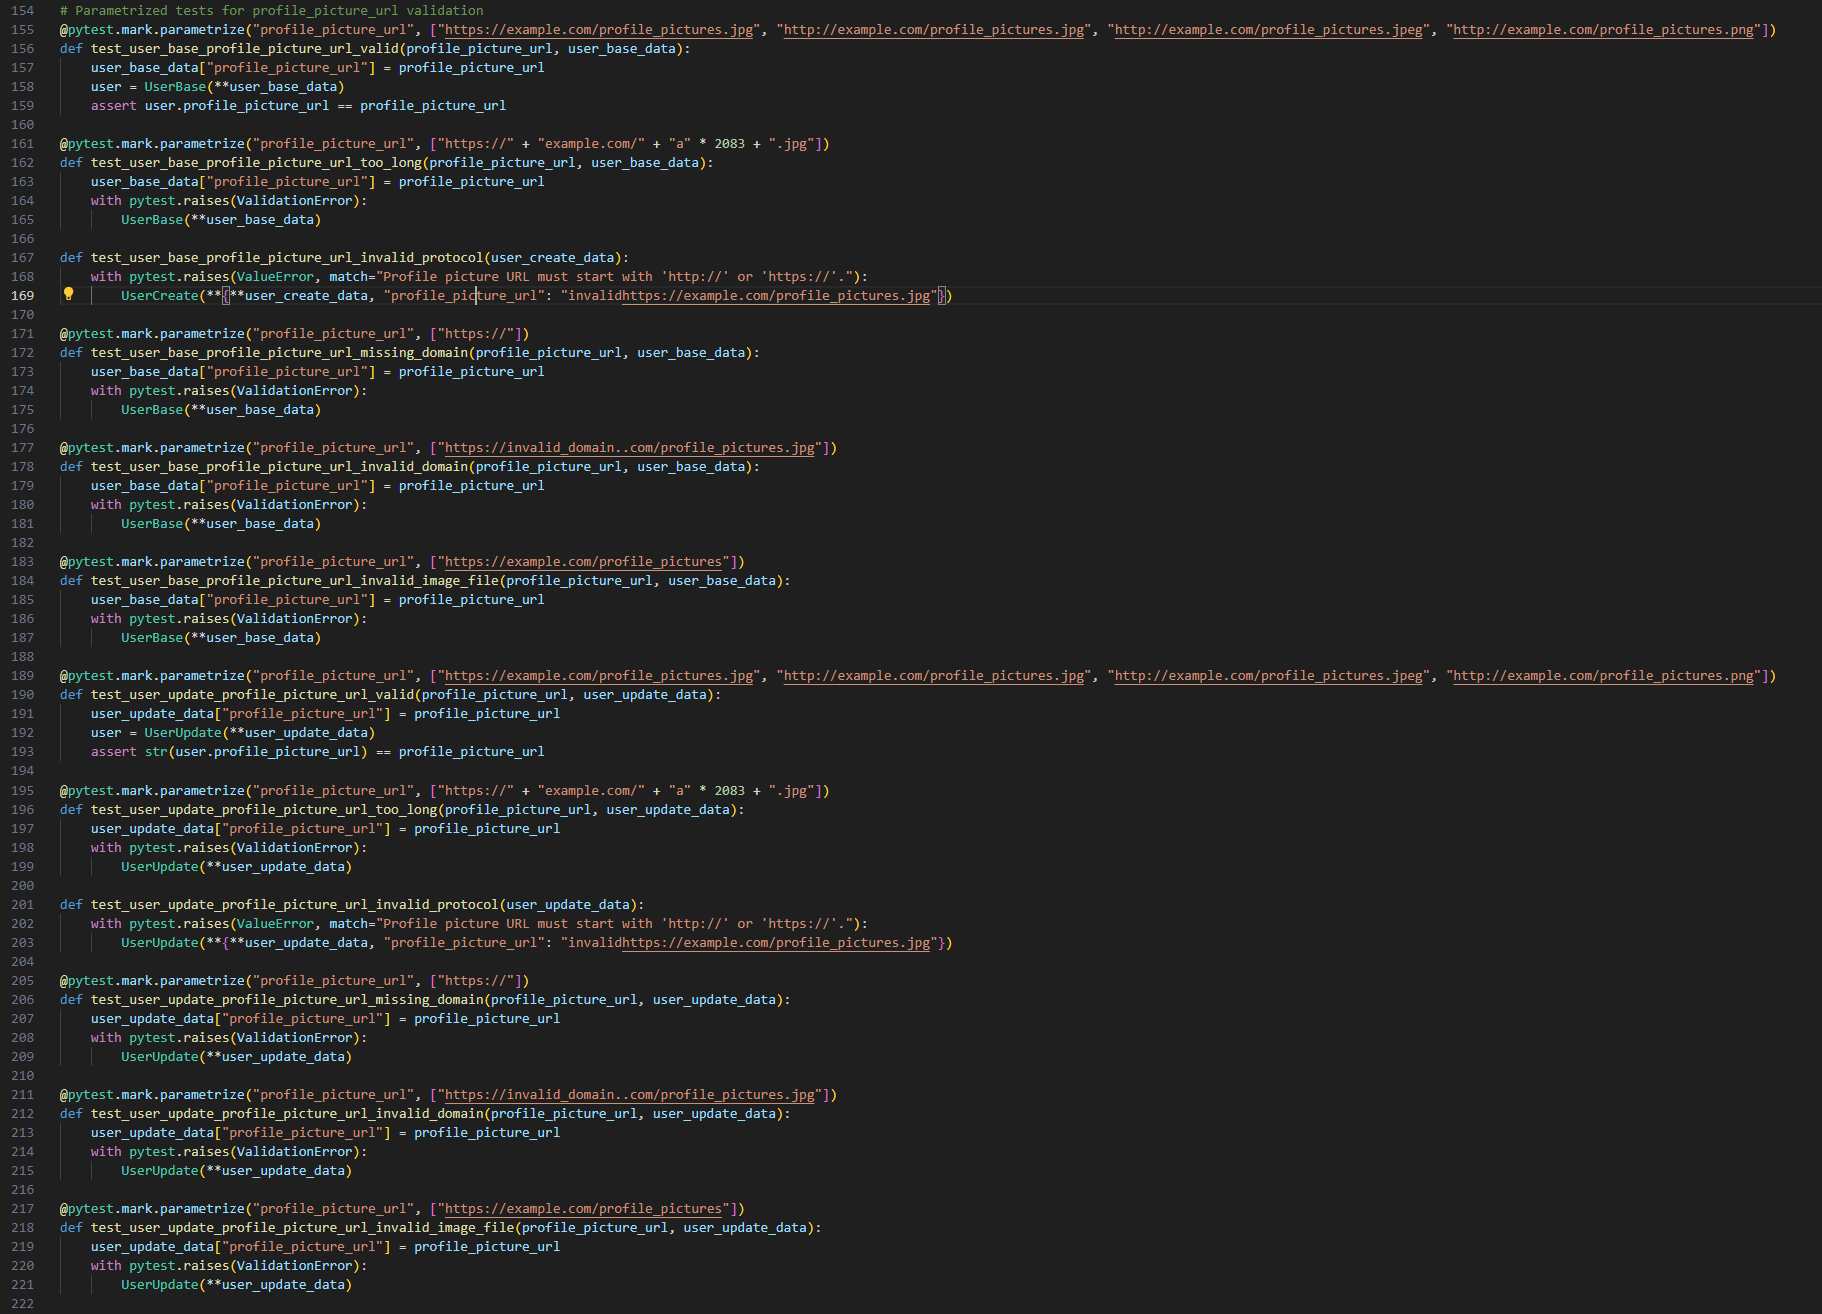 154 # Parametrized tests for profile_picture_url validation
155 @pytest.mark.parametrize("profile_picture_url", ["https://example.com/profile_pictures.jpg", "http://example.com/profile_pictures.jpg", "http://example.com/profile_pictures.jpeg", "http://example.com/profile_pictures.png"])
156 def test_user_base_profile_picture_url_valid(profile_picture_url, user_base_data):
157     user_base_data["profile_picture_url"] = profile_picture_url
158     user = UserBase(**user_base_data)
159     assert user.profile_picture_url == profile_picture_url
160
161 @pytest.mark.parametrize("profile_picture_url", ["https://" + "example.com/" + "a" * 2083 + ".jpg"])
162 def test_user_base_profile_picture_url_too_long(profile_picture_url, user_base_data):
163     user_base_data["profile_picture_url"] = profile_picture_url
164     with pytest.raises(ValidationError):
165         UserBase(**user_base_data)
166
167 def test_user_base_profile_picture_url_invalid_protocol(user_create_data):
168     with pytest.raises(ValueError, match="Profile picture URL must start with 'http://' or 'https://'."):
169         UserCreate(**{**user_create_data, "profile_picture_url": "invalidhttps://example.com/profile_pictures.jpg"})
170
171 @pytest.mark.parametrize("profile_picture_url", ["https://"])
172 def test_user_base_profile_picture_url_missing_domain(profile_picture_url, user_base_data):
173     user_base_data["profile_picture_url"] = profile_picture_url
174     with pytest.raises(ValidationError):
175         UserBase(**user_base_data)
176
177 @pytest.mark.parametrize("profile_picture_url", ["https://invalid_domain..com/profile_pictures.jpg"])
178 def test_user_base_profile_picture_url_invalid_domain(profile_picture_url, user_base_data):
179     user_base_data["profile_picture_url"] = profile_picture_url
180     with pytest.raises(ValidationError):
181         UserBase(**user_base_data)
182
183 @pytest.mark.parametrize("profile_picture_url", ["https://example.com/profile_pictures"])
184 def test_user_base_profile_picture_url_invalid_image_file(profile_picture_url, user_base_data):
185     user_base_data["profile_picture_url"] = profile_picture_url
186     with pytest.raises(ValidationError):
187         UserBase(**user_base_data)
188
189 @pytest.mark.parametrize("profile_picture_url", ["https://example.com/profile_pictures.jpg", "http://example.com/profile_pictures.jpg", "http://example.com/profile_pictures.jpeg", "http://example.com/profile_pictures.png"])
190 def test_user_update_profile_picture_url_valid(profile_picture_url, user_update_data):
191     user_update_data["profile_picture_url"] = profile_picture_url
192     user = UserUpdate(**user_update_data)
193     assert str(user.profile_picture_url) == profile_picture_url
194
195 @pytest.mark.parametrize("profile_picture_url", ["https://" + "example.com/" + "a" * 2083 + ".jpg"])
196 def test_user_update_profile_picture_url_too_long(profile_picture_url, user_update_data):
197     user_update_data["profile_picture_url"] = profile_picture_url
198     with pytest.raises(ValidationError):
199         UserUpdate(**user_update_data)
200
201 def test_user_update_profile_picture_url_invalid_protocol(user_update_data):
202     with pytest.raises(ValueError, match="Profile picture URL must start with 'http://' or 'https://'."):
203         UserUpdate(**{**user_update_data, "profile_picture_url": "invalidhttps://example.com/profile_pictures.jpg"})
204
205 @pytest.mark.parametrize("profile_picture_url", ["https://"])
206 def test_user_update_profile_picture_url_missing_domain(profile_picture_url, user_update_data):
207     user_update_data["profile_picture_url"] = profile_picture_url
208     with pytest.raises(ValidationError):
209         UserUpdate(**user_update_data)
210
211 @pytest.mark.parametrize("profile_picture_url", ["https://invalid_domain..com/profile_pictures.jpg"])
212 def test_user_update_profile_picture_url_invalid_domain(profile_picture_url, user_update_data):
213     user_update_data["profile_picture_url"] = profile_picture_url
214     with pytest.raises(ValidationError):
215         UserUpdate(**user_update_data)
216
217 @pytest.mark.parametrize("profile_picture_url", ["https://example.com/profile_pictures"])
218 def test_user_update_profile_picture_url_invalid_image_file(profile_picture_url, user_update_data):
219     user_update_data["profile_picture_url"] = profile_picture_url
220     with pytest.raises(ValidationError):
221         UserUpdate(**user_update_data)
222